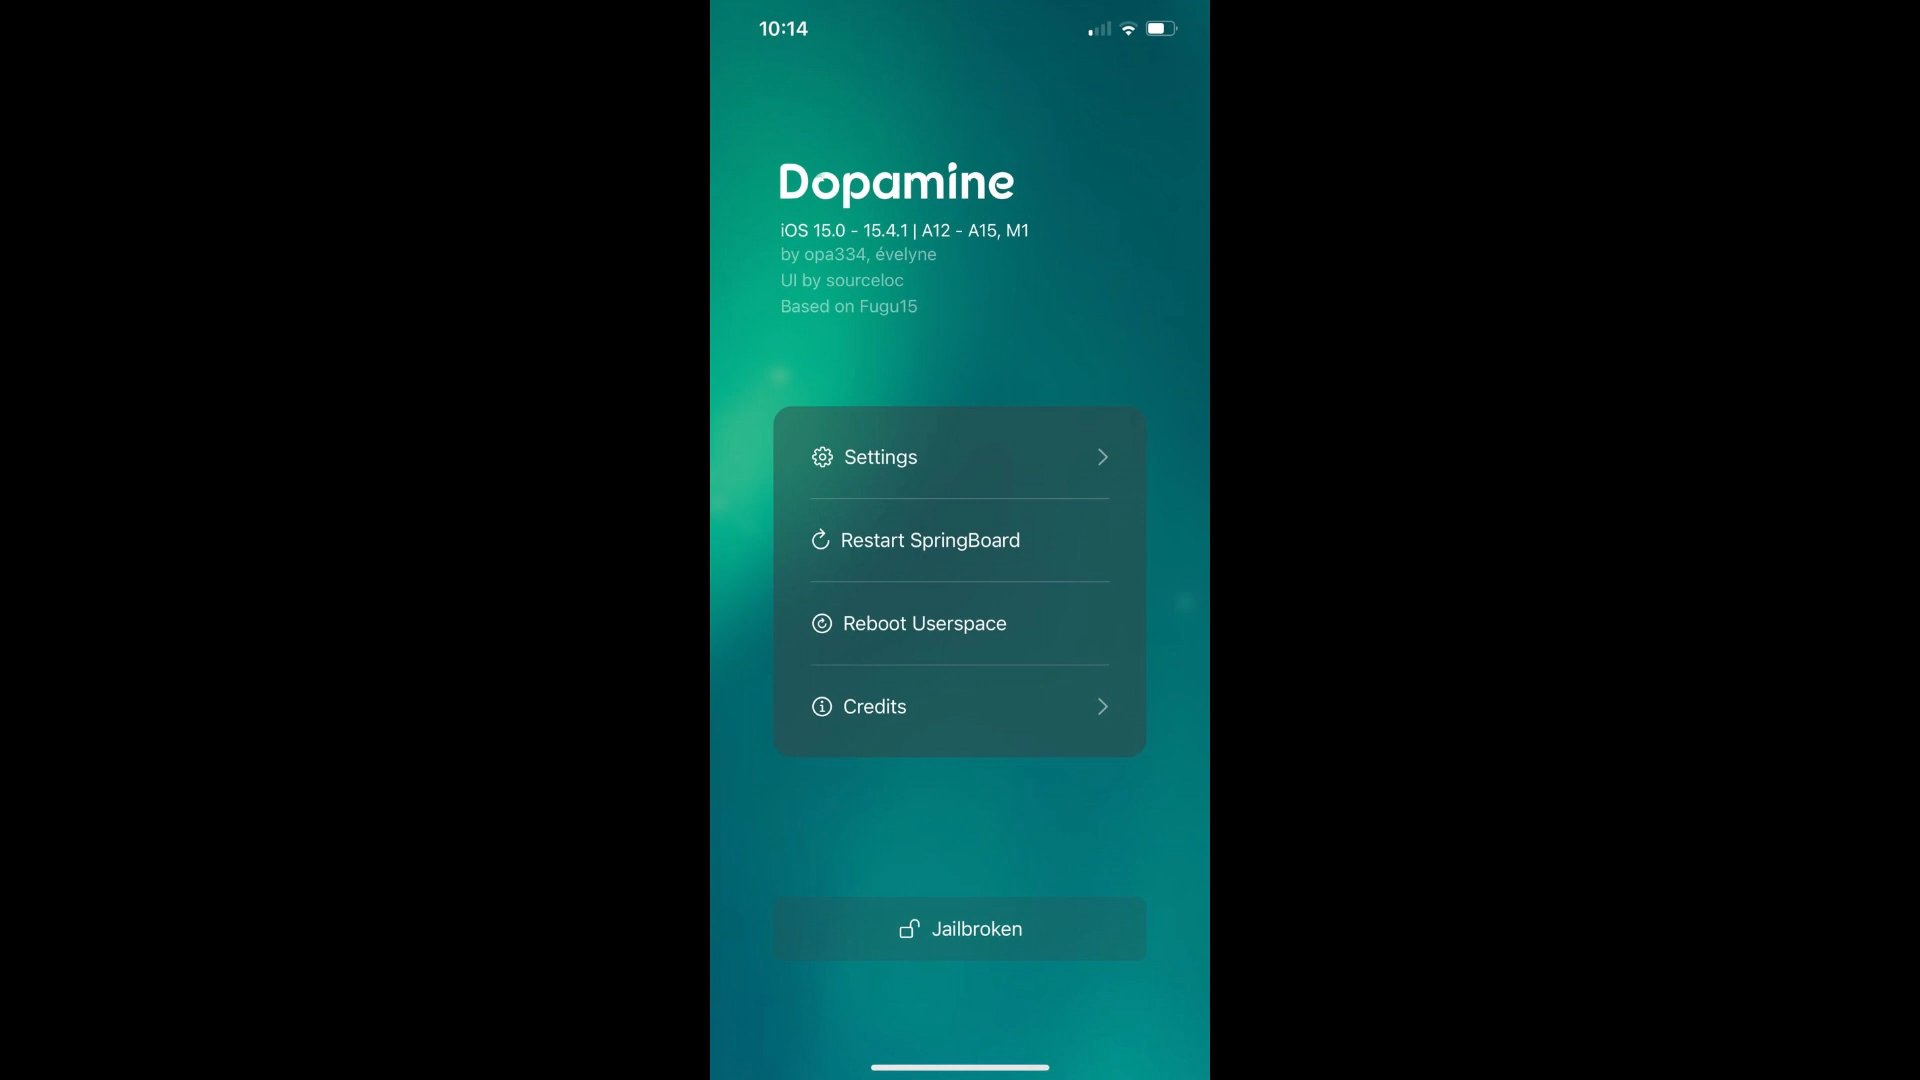 10:14
Dopamine
iOS 15.0 - 15.4.1 | A12 - A15, M1
by opa334, évelyne
UI by sourceloc
Based on Fugu15
Settings
Restart SpringBoard
Reboot Userspace
Credits
Jailbroken